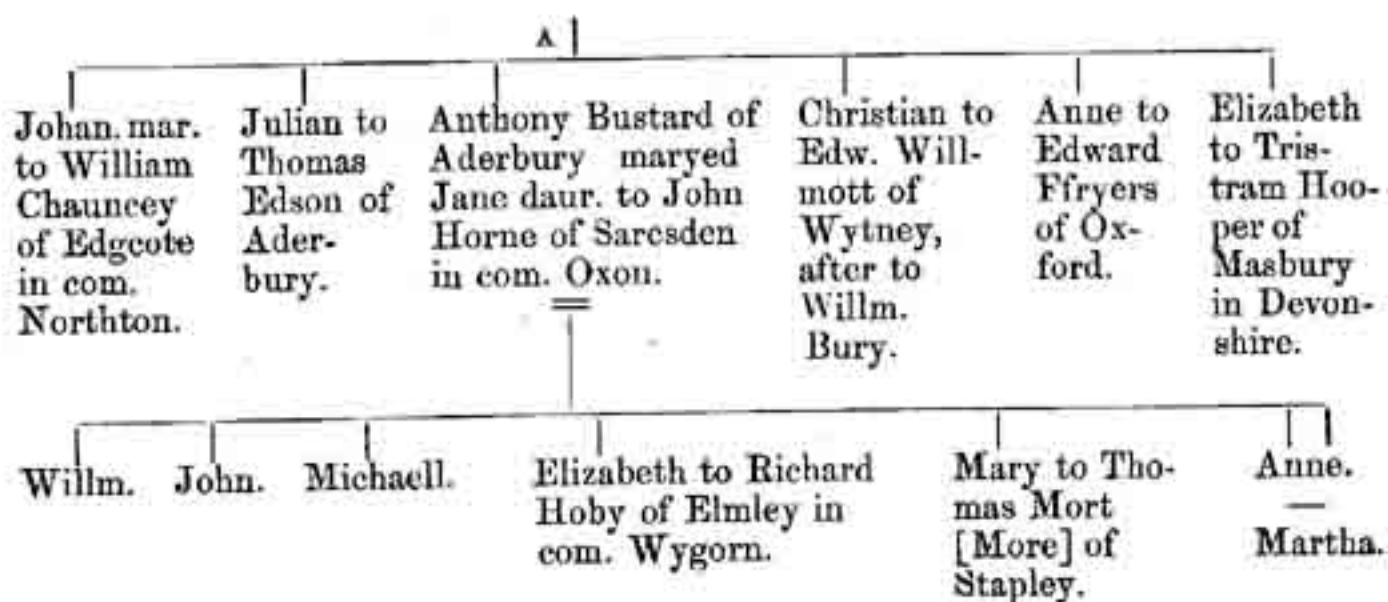 A
Johan. mar.
to William
Chauncey
of Edgcote
in com.
Northton.
Julian to
Thomas
Edson of
Ader-
bury.
Anthony Bustard of
Aderbury maryed
Jane daur. to John
Horne of Saresden
in com. Oxon.
Christian to
Edw. Will-
mott of
Wytney,
after to
Willm.
Bury.
Anne to
Edward
Ffryers
of Ox-
ford.
Elizabeth
to Tris-
tram Hoo-
per of
Masbury
in Devon-
shire.
Willm.
John.
Michaell.
Elizabeth to Richard
Hoby of Elmley in
com. Wygorn.
Mary to Tho-
mas Mort
[More] of
Stapley.
Anne.
—
Martha.